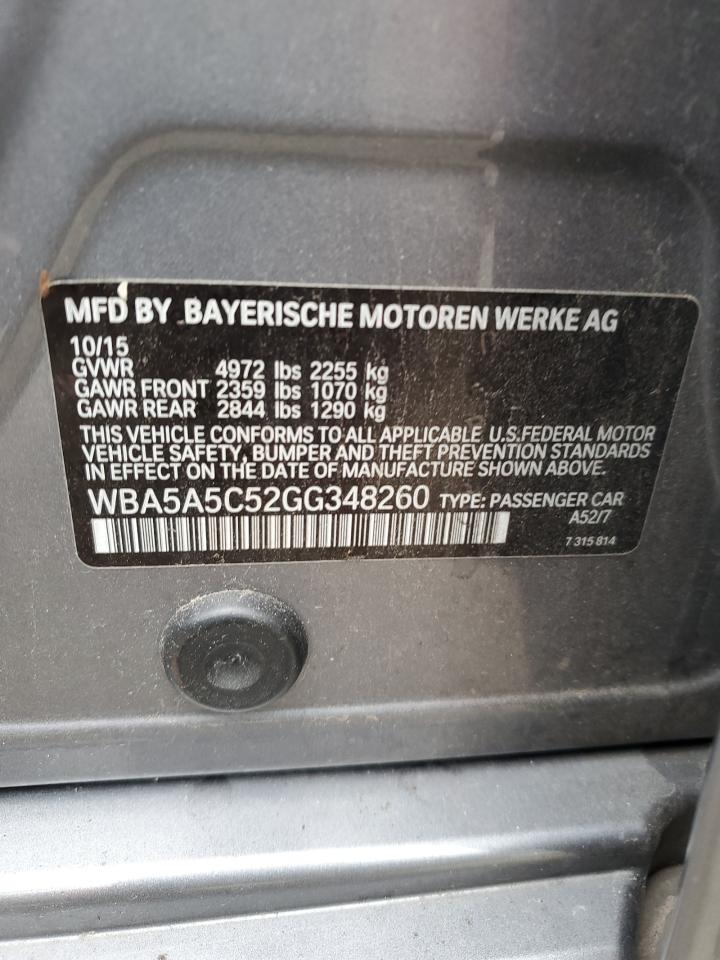 MFD BY BAYERISCHE MOTOREN WERKE AG
10/15
GVWR 4972 lbs 2255 kg
GAWR FRONT 2359 lbs 1070 kg
GAWR REAR 2844 lbs 1290 kg
THIS VEHICLE CONFORMS TO ALL APPLICABLE U.S.FEDERAL MOTOR
VEHICLE SAFETY, BUMPER AND THEFT PREVENTION STANDARDS
IN EFFECT ON THE DATE OF MANUFACTURE SHOWN ABOVE.
WBA5A5C52GG348260 TYPE: PASSENGER CAR
A52/7
7 315 814